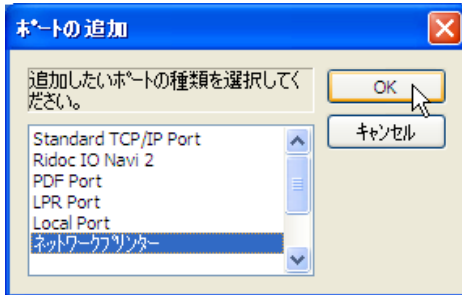 ﾎﾟｰﾄの追加
追加したいﾎﾟｰﾄの種類を選択してく
ださい。
OK
ｷｬﾝｾﾙ
Standard TCP/IP Port
Ridoc IO Navi 2
PDF Port
LPR Port
Local Port
ﾈｯﾄﾜｰｸﾌﾟﾘﾝﾀｰ